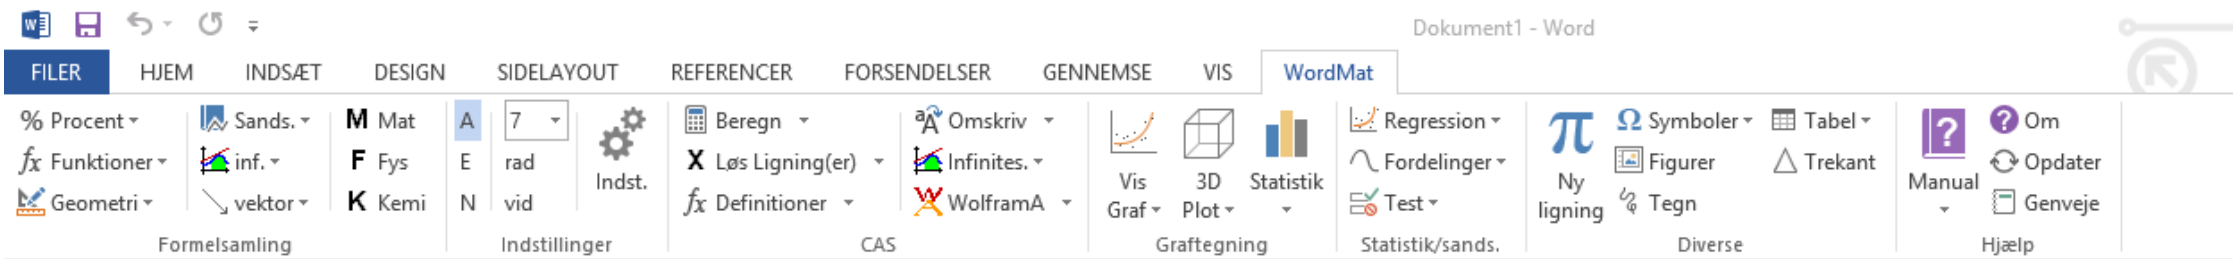 Dokument1 - Word
FILER HJEM INDSÆT DESIGN SIDELAYOUT REFERENCER FORSENDELSER GENNEMSE VIS WordMat
% Procent Sands. M Mat A 7 Beregn aA Omskriv Regression π Ω Symboler Tabel ? Om
fx Funktioner inf. F Fys E rad Indst. X Løs Ligning(er) Infinites. Vis Graf 3D Plot Statistik Fordelinger Ny ligning Figurer Trekant Manual Opdater
Geometri vektor K Kemi N vid fx Definitioner WolframA Test Tegn Genveje
Formelsamling Indstillinger CAS Graftegning Statistik/sands. Diverse Hjælp